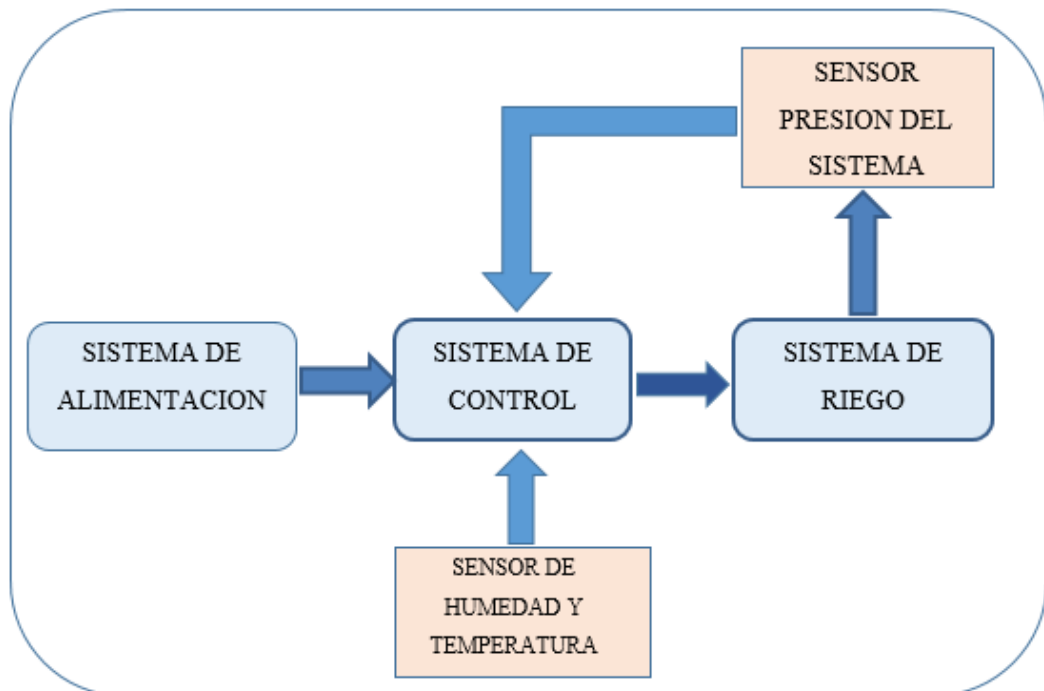 SENSOR
PRESION DEL
SISTEMA
SISTEMA DE
ALIMENTACION
SISTEMA DE
CONTROL
SISTEMA DE
RIEGO
SENSOR DE
HUMEDAD Y
TEMPERATURA